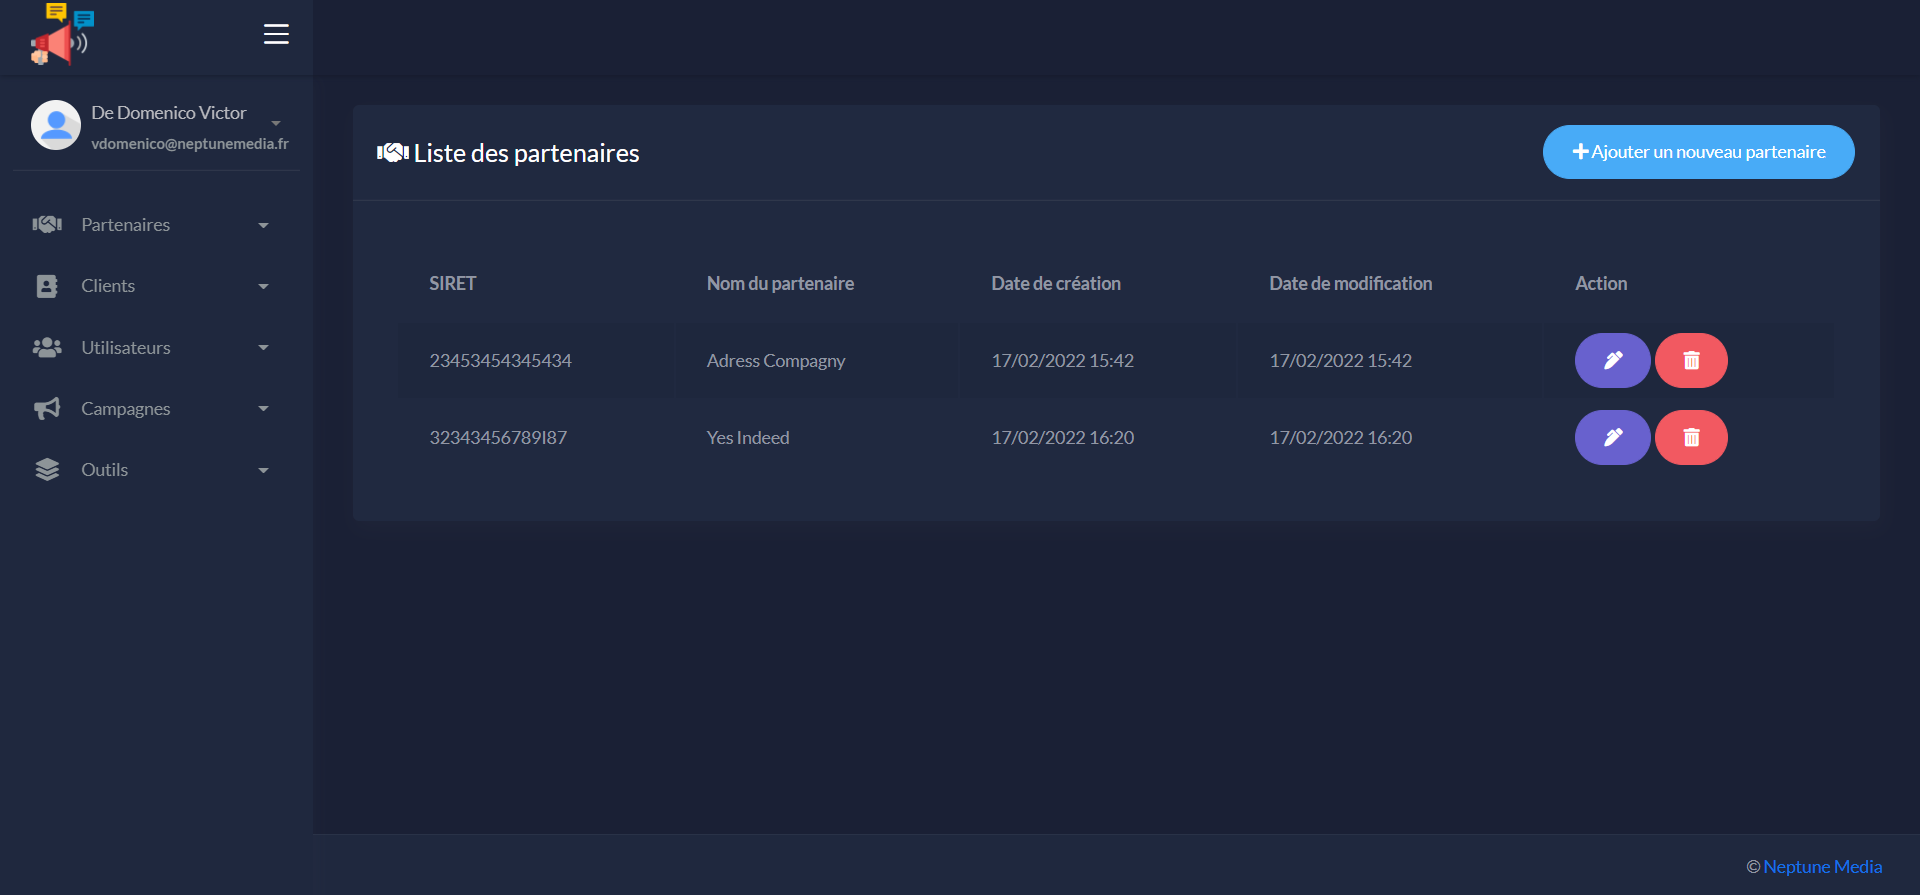 De Domenico Victor
vdomenico@neptunemedia.fr
Partenaires
Clients
Utilisateurs
Campagnes
Outils
Liste des partenaires
Ajouter un nouveau partenaire
SIRET Nom du partenaire Date de création Date de modification Action
23453454345434 Adress Compagny 17/02/2022 15:42 17/02/2022 15:42
32343456789I87 Yes Indeed 17/02/2022 16:20 17/02/2022 16:20
© Neptune Media